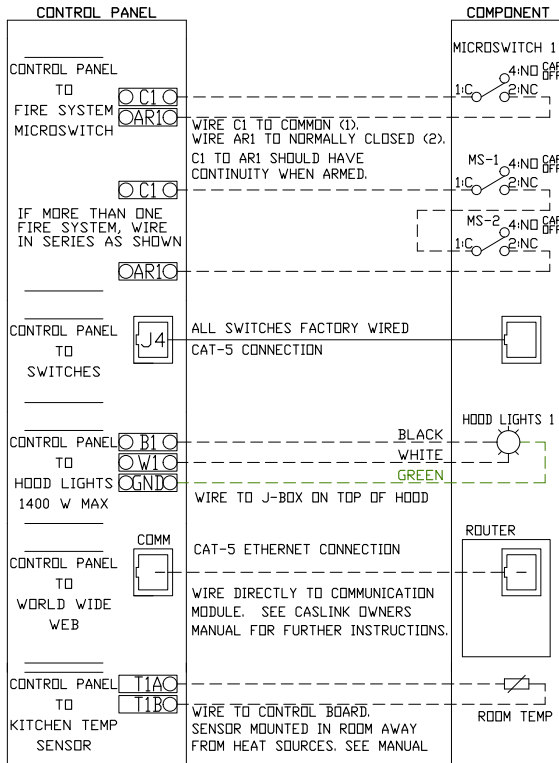 CONTROL PANEL
COMPONENT
CONTROL PANEL
TO
FIRE SYSTEM
MICROSWITCH
C1
AR1
WIRE C1 TO COMMON (1).
WIRE AR1 TO NORMALLY CLOSED (2).
C1 TO AR1 SHOULD HAVE
CONTINUITY WHEN ARMED.
MICROSWITCH 1
4:NO
1:C
2:NC
C1
IF MORE THAN ONE
FIRE SYSTEM, WIRE
IN SERIES AS SHOWN
AR1
MS-1
4:NO
1:C
2:NC
MS-2
4:NO
1:C
2:NC
CONTROL PANEL
TO
SWITCHES
J4
ALL SWITCHES FACTORY WIRED
CAT-5 CONNECTION
CONTROL PANEL
TO
HOOD LIGHTS
1400 W MAX
B1
W1
GND
BLACK
WHITE
GREEN
WIRE TO J-BOX ON TOP OF HOOD
HOOD LIGHTS 1
CONTROL PANEL
TO
WORLD WIDE
WEB
COMM
CAT-5 ETHERNET CONNECTION
WIRE DIRECTLY TO COMMUNICATION
MODULE. SEE CASLINK OWNERS
MANUAL FOR FURTHER INSTRUCTIONS.
ROUTER
CONTROL PANEL
TO
KITCHEN TEMP
SENSOR
T1A
T1B
WIRE TO CONTROL BOARD.
SENSOR MOUNTED IN ROOM AWAY
FROM HEAT SOURCES. SEE MANUAL
ROOM TEMP